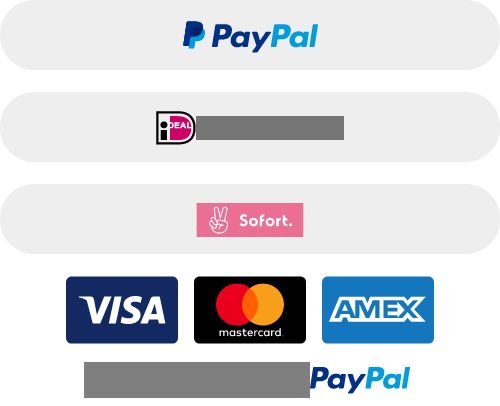 PayPal
iDEAL
Sofort.
VISA mastercard. AMEX
PayPal